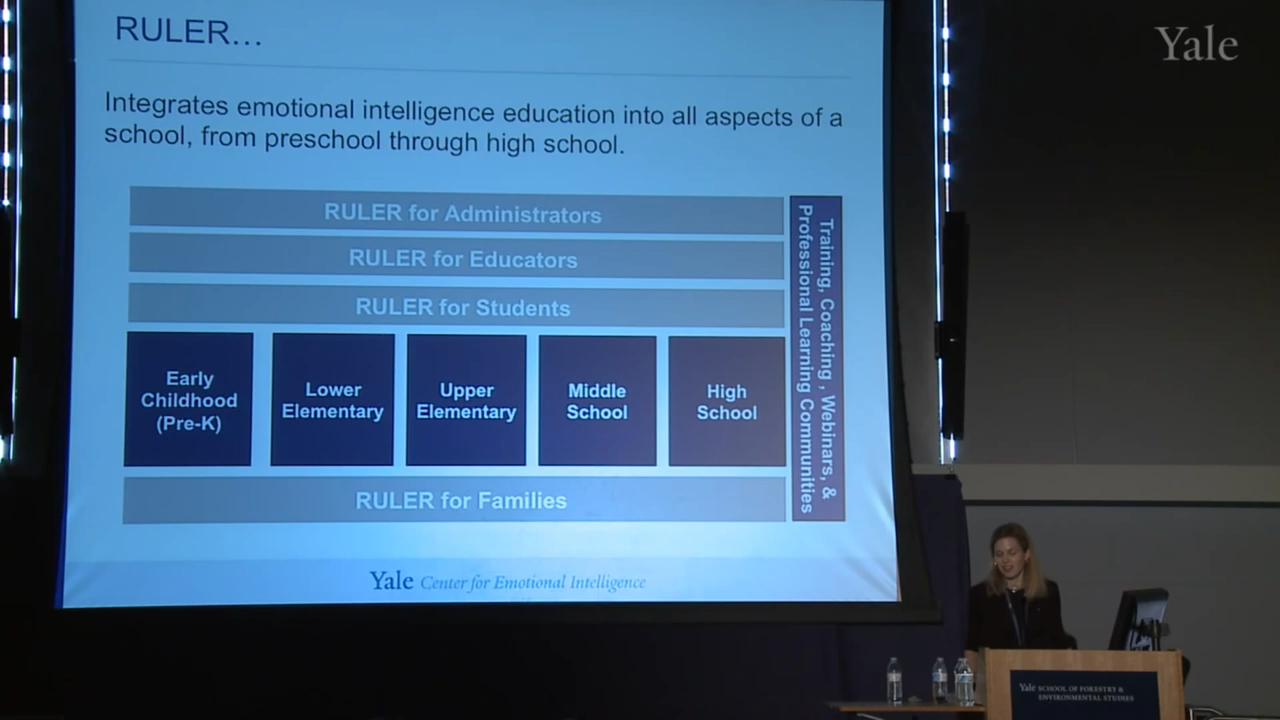 RULER…
Yale
Integrates emotional intelligence education into all aspects of a
school, from preschool through high school.
RULER for Administrators
RULER for Educators
RULER for Students
Early
Childhood
(Pre-K)
Lower
Elementary
Upper
Elementary
Middle
School
High
School
RULER for Families
Training, Coaching , Webinars, &
Professional Learning Communities
Yale Center for Emotional Intelligence
Yale SCHOOL OF FORESTRY &
ENVIRONMENTAL STUDIES